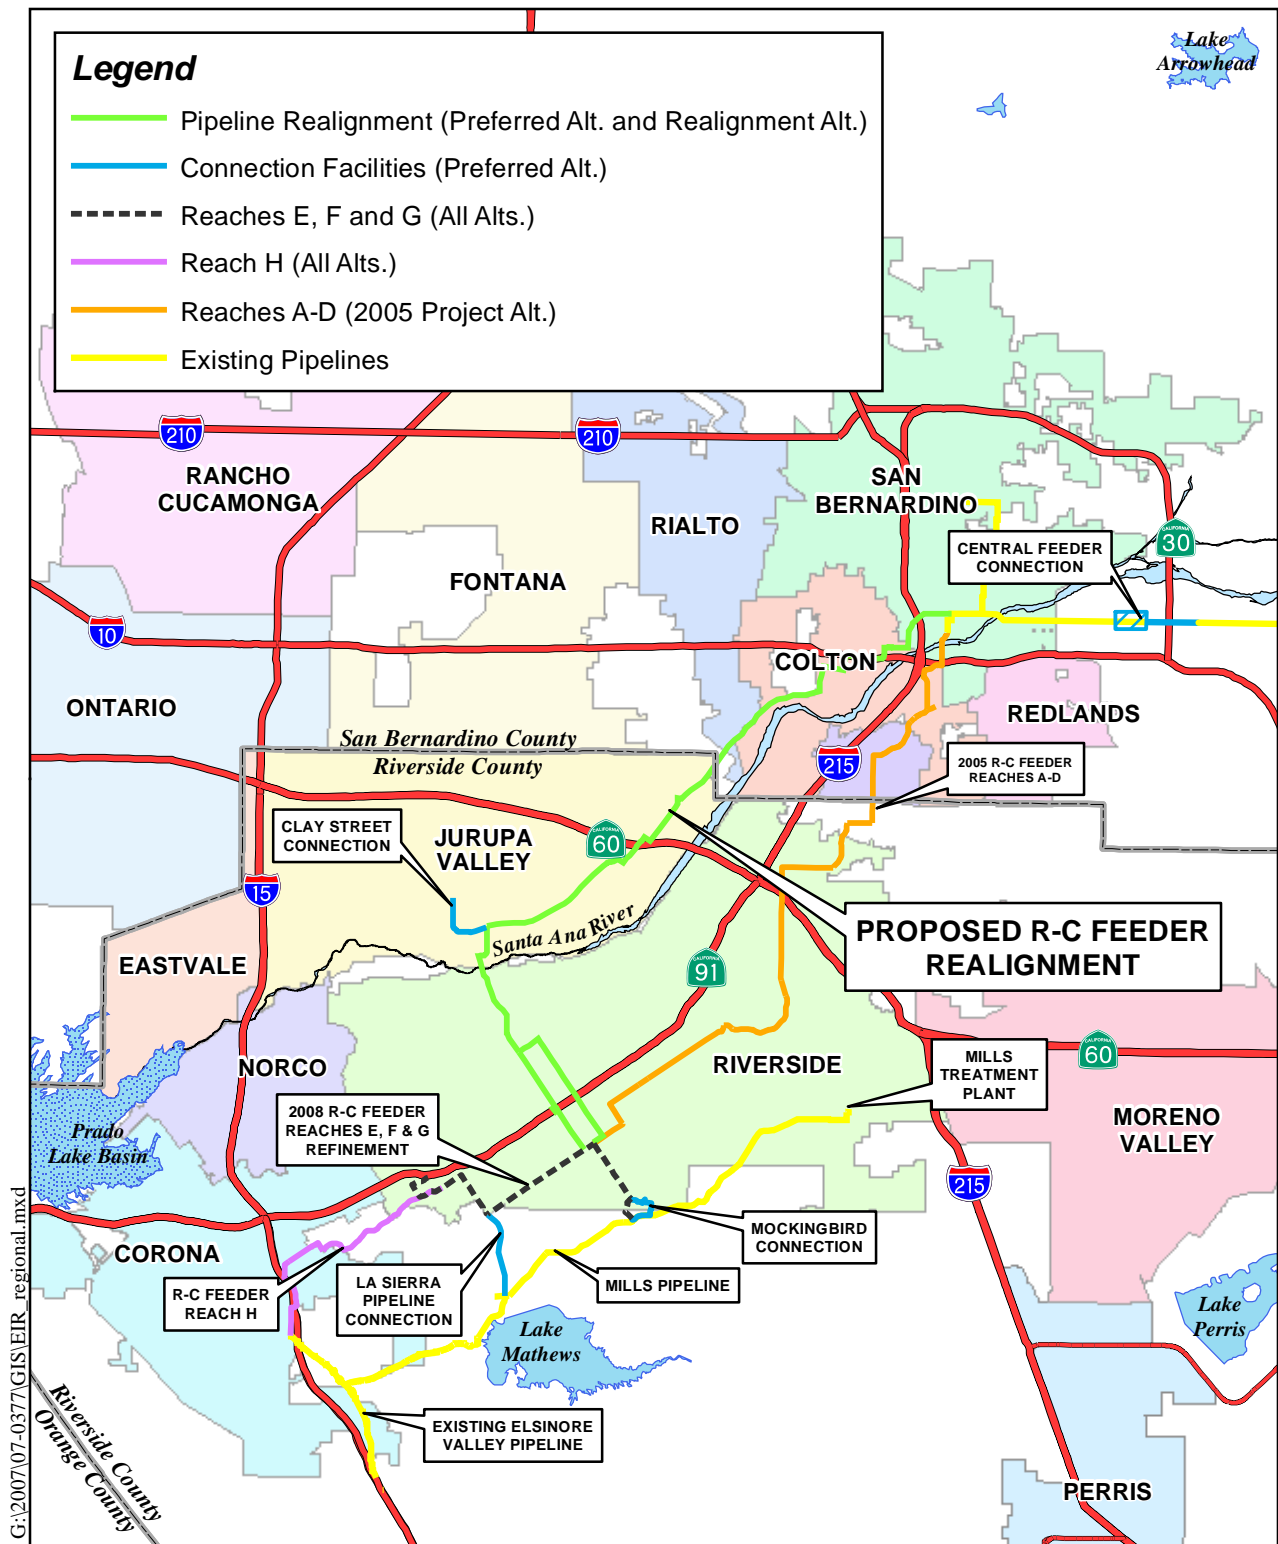 Legend
Pipeline Realignment (Preferred Alt. and Realignment Alt.)
Connection Facilities (Preferred Alt.)
Reaches E, F and G (All Alts.)
Reach H (All Alts.)
Reaches A-D (2005 Project Alt.)
Existing Pipelines
Lake
Arrowhead
210
210
RANCHO
CUCAMONGA
SAN
BERNARDINO
RIALTO
CALIFORNIA
30
CENTRAL FEEDER
CONNECTION
FONTANA
10
COLTON
ONTARIO
REDLANDS
San Bernardino County
Riverside County
215
2005 R-C FEEDER
REACHES A-D
CLAY STREET
CONNECTION
JURUPA
VALLEY
CALIFORNIA
60
15
Santa Ana River
PROPOSED R-C FEEDER
REALIGNMENT
EASTVALE
CALIFORNIA
91
NORCO
RIVERSIDE
MILLS
TREATMENT
PLANT
CALIFORNIA
60
2008 R-C FEEDER
REACHES E, F & G
REFINEMENT
MORENO
VALLEY
Prado
Lake Basin
215
MOCKINGBIRD
CONNECTION
CORONA
R-C FEEDER
REACH H
LA SIERRA
PIPELINE
CONNECTION
MILLS PIPELINE
Lake
Perris
Lake
Mathews
EXISTING ELSINORE
VALLEY PIPELINE
Riverside County
Orange County
PERRIS
G:\2007\07-0377\GIS\EIR_regional.mxd